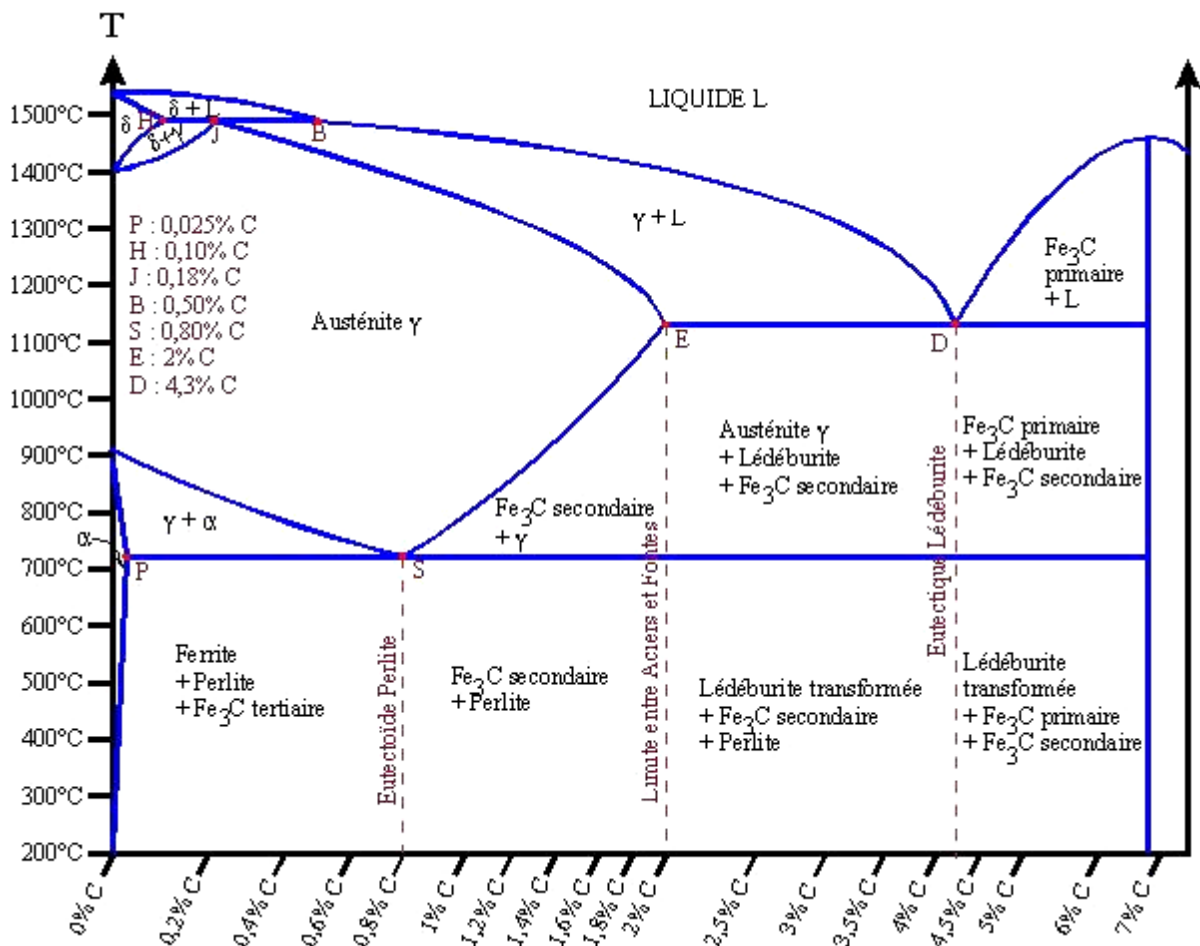 T
1500°C
1400°C
1300°C
1200°C
1100°C
1000°C
900°C
800°C
700°C
600°C
500°C
400°C
300°C
200°C
LIQUIDE L
δ + L
δ
H
δ+γ
J
B
P : 0,025% C
H : 0,10% C
J : 0,18% C
B : 0,50% C
S : 0,80% C
E : 2% C
D : 4,3% C
γ + L
Fe3C
primaire
+ L
Austénite γ
E
D
Austénite γ
+ Lédéburite
+ Fe3C secondaire
Fe3C primaire
+ Lédéburite
+ Fe3C secondaire
γ + α
Fe3C secondaire
+ γ
α
P
S
Ferrite
+ Perlite
+ Fe3C tertiaire
Eutectoïde Perlite
Fe3C secondaire
+ Perlite
Limite entre Aciers et Fontes
Lédéburite transformée
+ Fe3C secondaire
+ Perlite
Eutectique Lédéburite
Lédéburite
transformée
+ Fe3C primaire
+ Fe3C secondaire
0% C
0,2% C
0,4% C
0,6% C
0,8% C
1% C
1,2% C
1,4% C
1,6% C
1,8% C
2% C
2,5% C
3% C
3,5% C
4% C
4,5% C
5% C
6% C
7% C